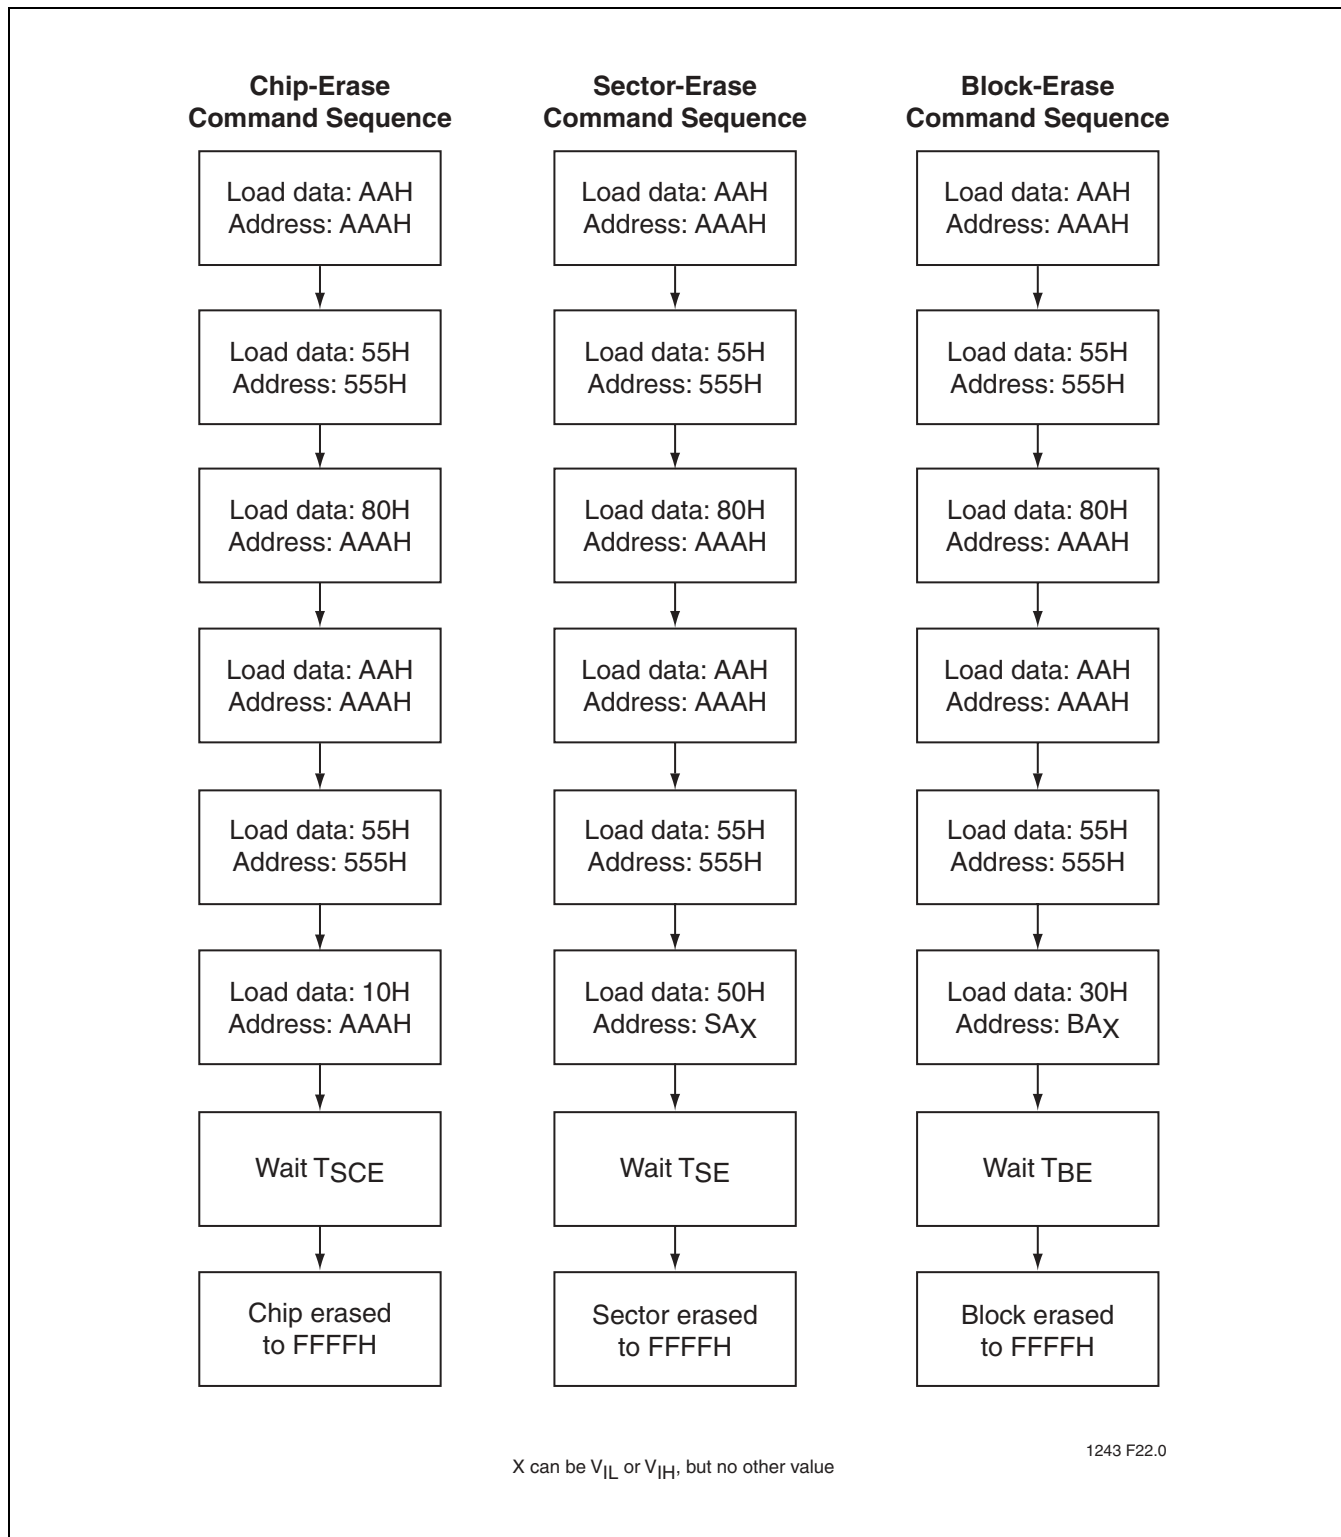 Chip-Erase
Command Sequence
Load data: AAH
Address: AAAH
Load data: 55H
Address: 555H
Load data: 80H
Address: AAAH
Load data: AAH
Address: AAAH
Load data: 55H
Address: 555H
Load data: 10H
Address: AAAH
Wait TSCE
Chip erased
to FFFFH
Sector-Erase
Command Sequence
Load data: AAH
Address: AAAH
Load data: 55H
Address: 555H
Load data: 80H
Address: AAAH
Load data: AAH
Address: AAAH
Load data: 55H
Address: 555H
Load data: 50H
Address: SAX
Wait TSE
Sector erased
to FFFFH
Block-Erase
Command Sequence
Load data: AAH
Address: AAAH
Load data: 55H
Address: 555H
Load data: 80H
Address: AAAH
Load data: AAH
Address: AAAH
Load data: 55H
Address: 555H
Load data: 30H
Address: BAX
Wait TBE
Block erased
to FFFFH
1243 F22.0
X can be VIL or VIH, but no other value